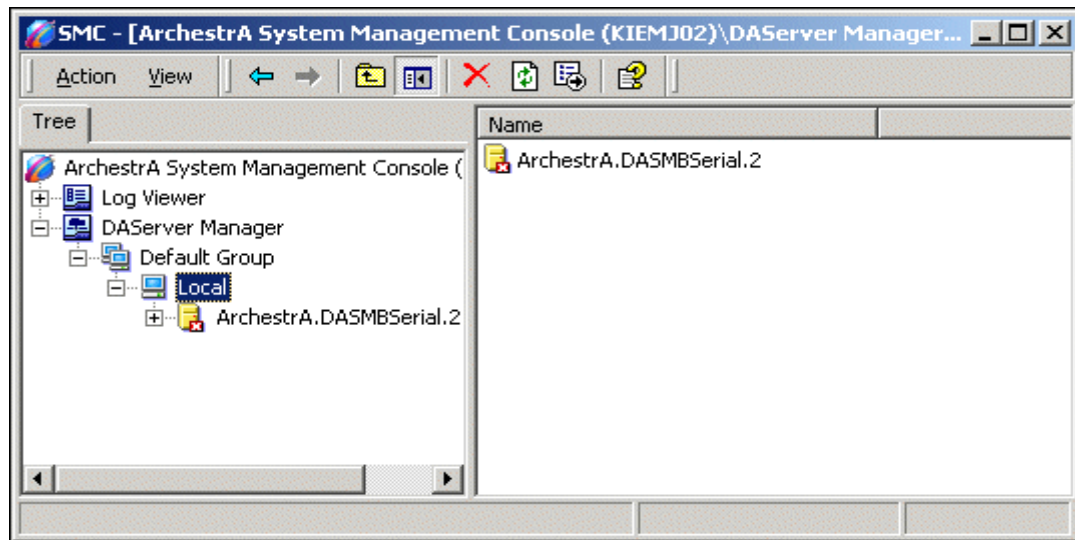 SMC - [ArchestrA System Management Console (KIEMJ02)\DAServer Manager...
Action View
Tree
Name
ArchestrA System Management Console (
Log Viewer
DAServer Manager
Default Group
Local
ArchestrA.DASMBSerial.2
ArchestrA.DASMBSerial.2